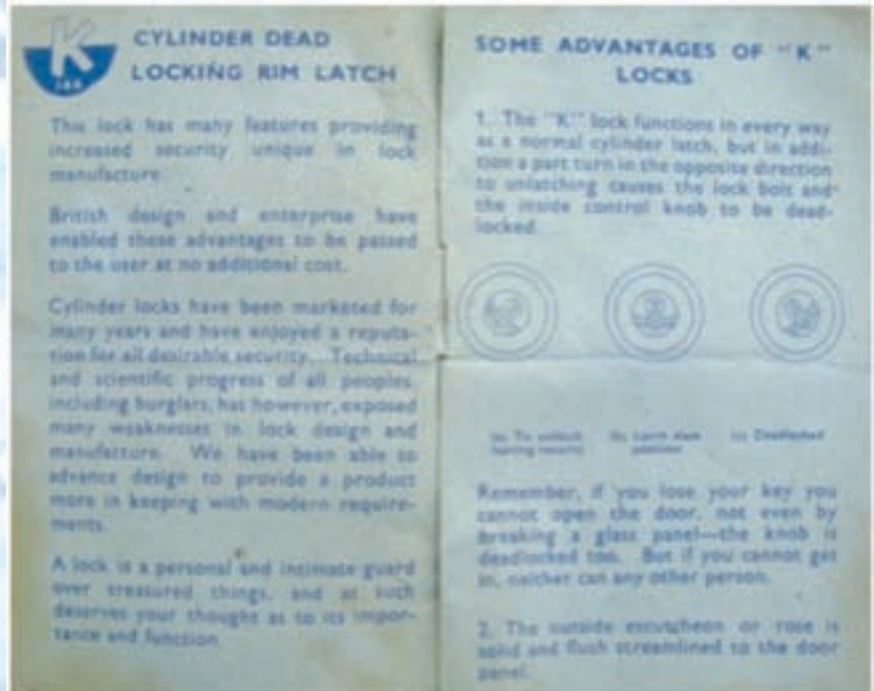 K
CYLINDER DEAD
LOCKING RIM LATCH
This lock has many features providing
increased security unique in lock
manufacture
British design and enterprise have
enabled these advantages to be passed
to the user at no additional cost.
Cylinder locks have been marketed for
many years and have enjoyed a reputa-
tion for all desirable security. Technical
and scientific progress of all peoples,
including burglars, has however, exposed
many weaknesses in lock design and
manufacture. We have been able to
advance design to provide a product
more in keeping with modern require-
ments.
A lock is a personal and intimate guard
over treasured things, and as such
deserves your thought as to its impor-
tance and function
SOME ADVANTAGES OF "K"
LOCKS
1. The "K" lock functions in every way
as a normal cylinder latch, but in addi-
tion a part turn in the opposite direction
to unlatching causes the lock bolt and
the inside control knob to be dead-
locked.
(c) Deadlocked
Remember, if you lose your key you
cannot open the door, not even by
breaking a glass panel—the knob is
deadlocked too. But if you cannot get
in, neither can any other person.
2. The outside escutcheon or rose is
solid and flush streamlined to the door
panel.